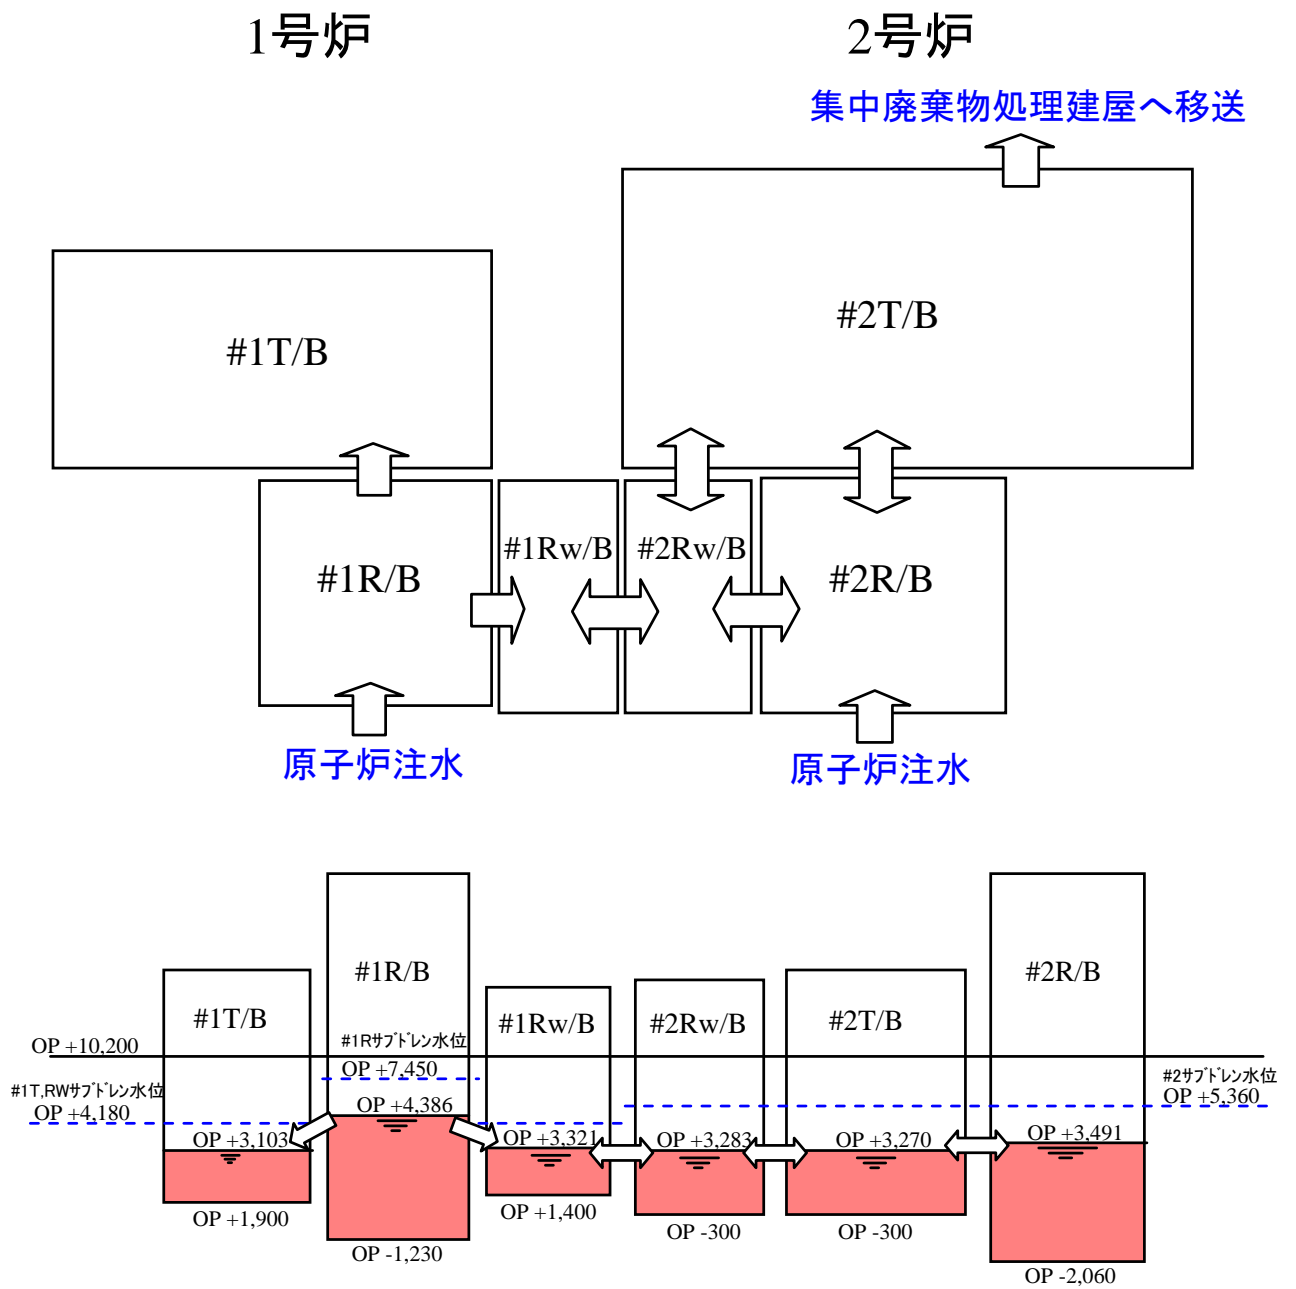 1号炉
2号炉
集中廃棄物処理建屋へ移送
#1T/B
#2T/B
#1R/B
#1Rw/B
#2Rw/B
#2R/B
原子炉注水
原子炉注水
#1T/B
#1R/B
#1Rw/B
#2Rw/B
#2T/B
#2R/B
OP +10,200
#1Rｻﾌﾞﾄﾞﾚﾝ水位
OP +7,450
#1T,RWｻﾌﾞﾄﾞﾚﾝ水位
OP +4,180
#2ｻﾌﾞﾄﾞﾚﾝ水位
OP +5,360
OP +3,103
OP +4,386
OP +3,321
OP +3,283
OP +3,270
OP +3,491
OP +1,900
OP -1,230
OP +1,400
OP -300
OP -300
OP -2,060